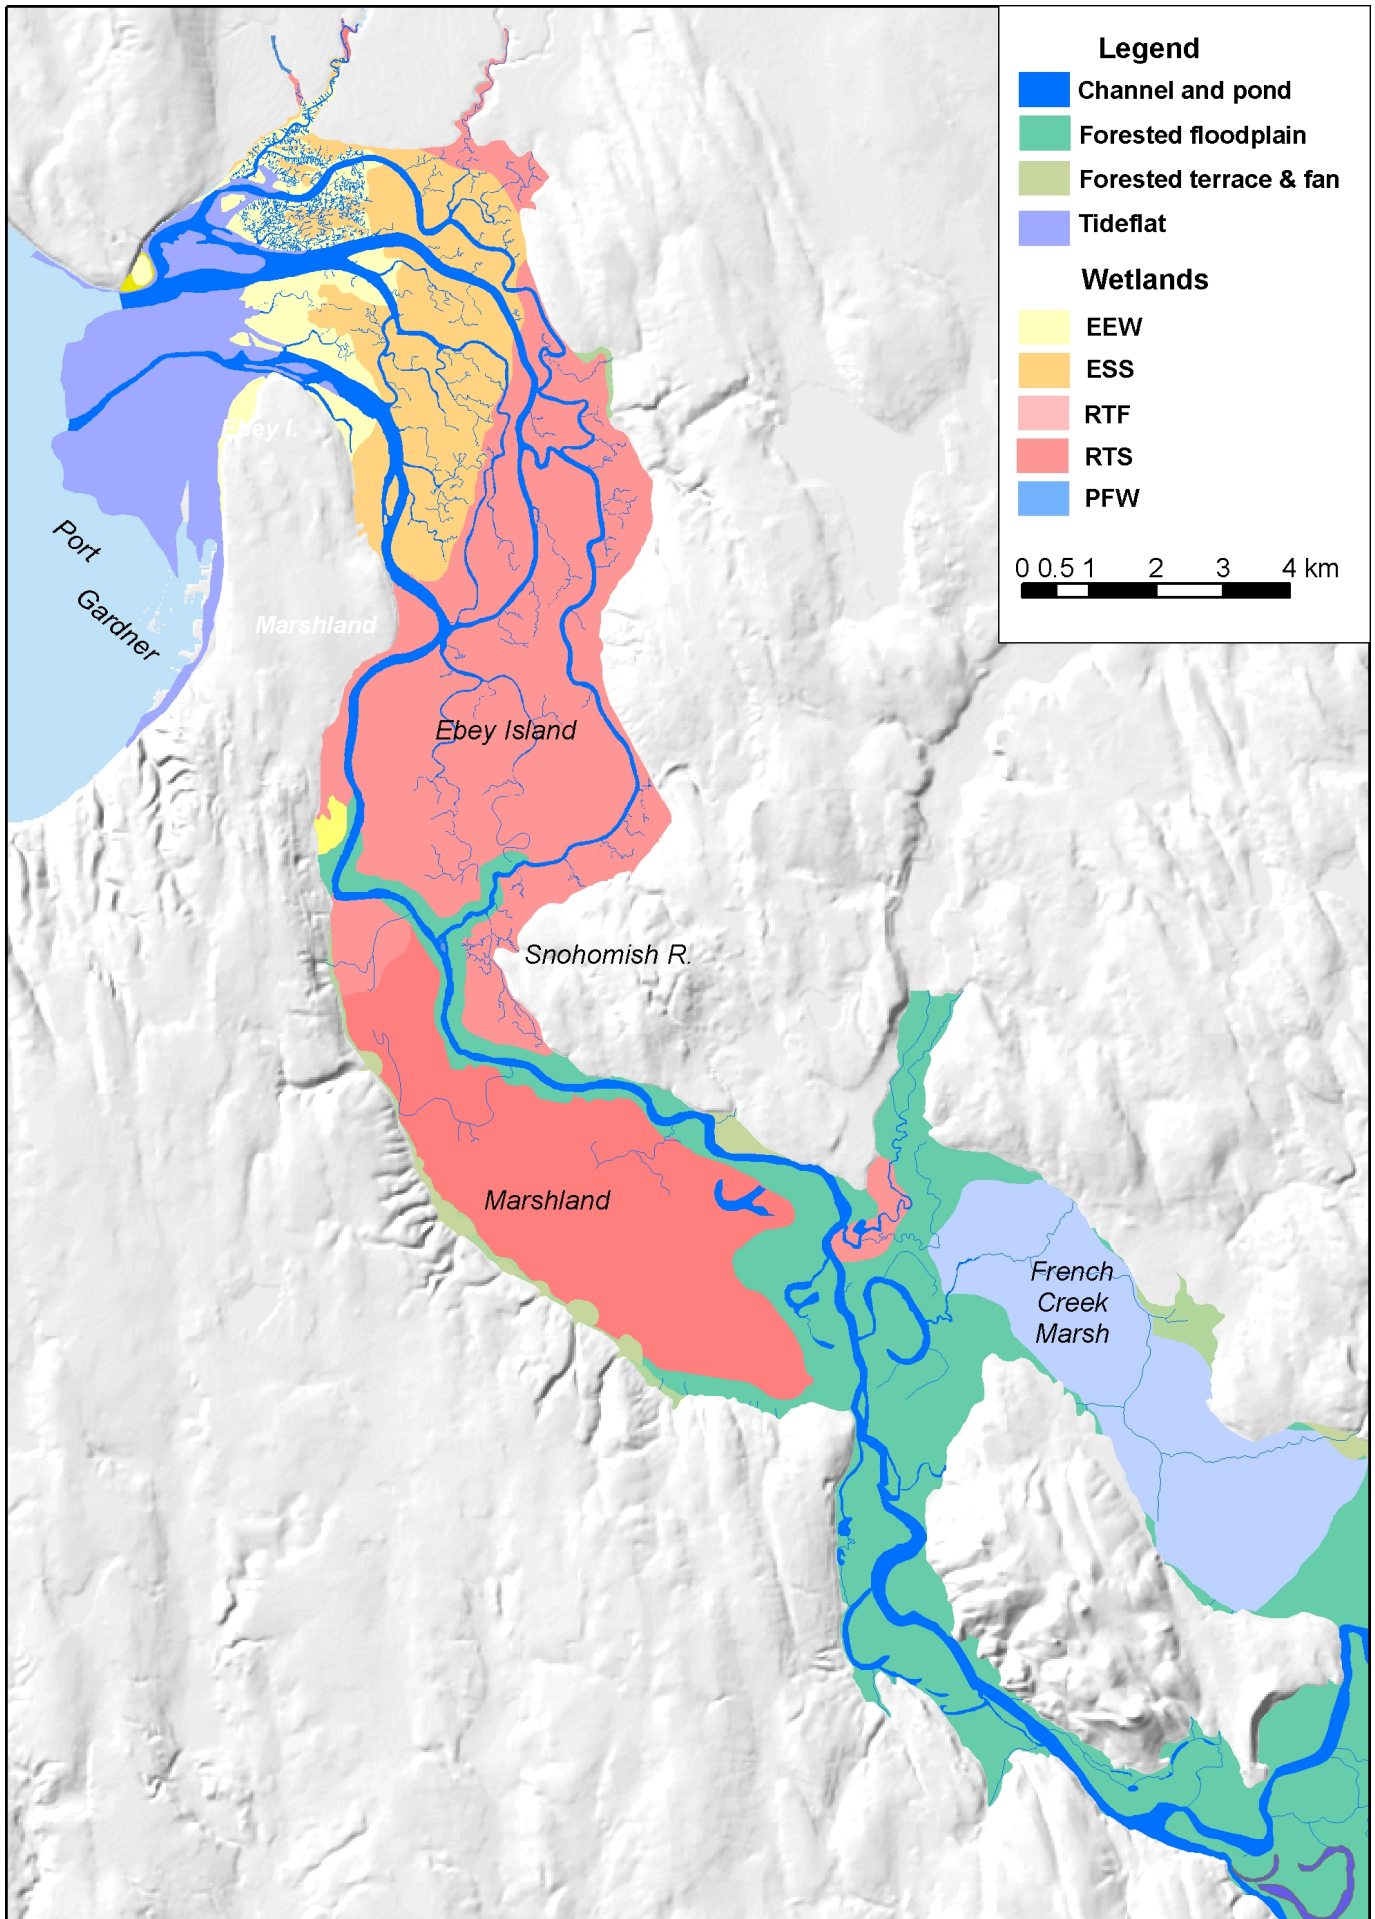 Legend
Channel and pond
Forested floodplain
Forested terrace & fan
Tideflat
Wetlands
EEW
ESS
RTF
RTS
PFW
0 0.5 1 2 3 4 km
Ebey I.
Port
Gardner
Marshland
Ebey Island
Snohomish R.
Marshland
French
Creek
Marsh